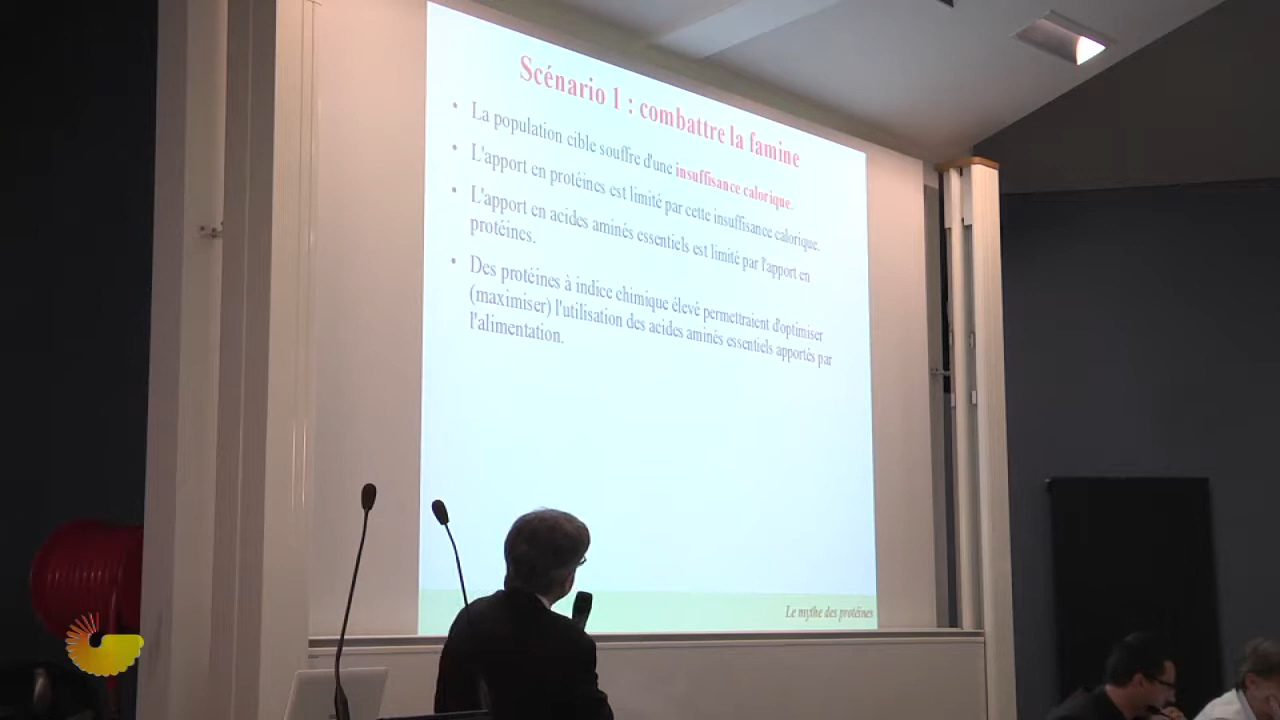 Scénario 1 : combattre la famine
• La population cible souffre d'une insuffisance calorique.
• L'apport en protéines est limité par cette insuffisance calorique.
• L'apport en acides aminés essentiels est limité par l'apport en
protéines.
• Des protéines à indice chimique élevé permettraient d'optimiser
(maximiser) l'utilisation des acides aminés essentiels apportés par
l'alimentation.
Le mythe des protéines